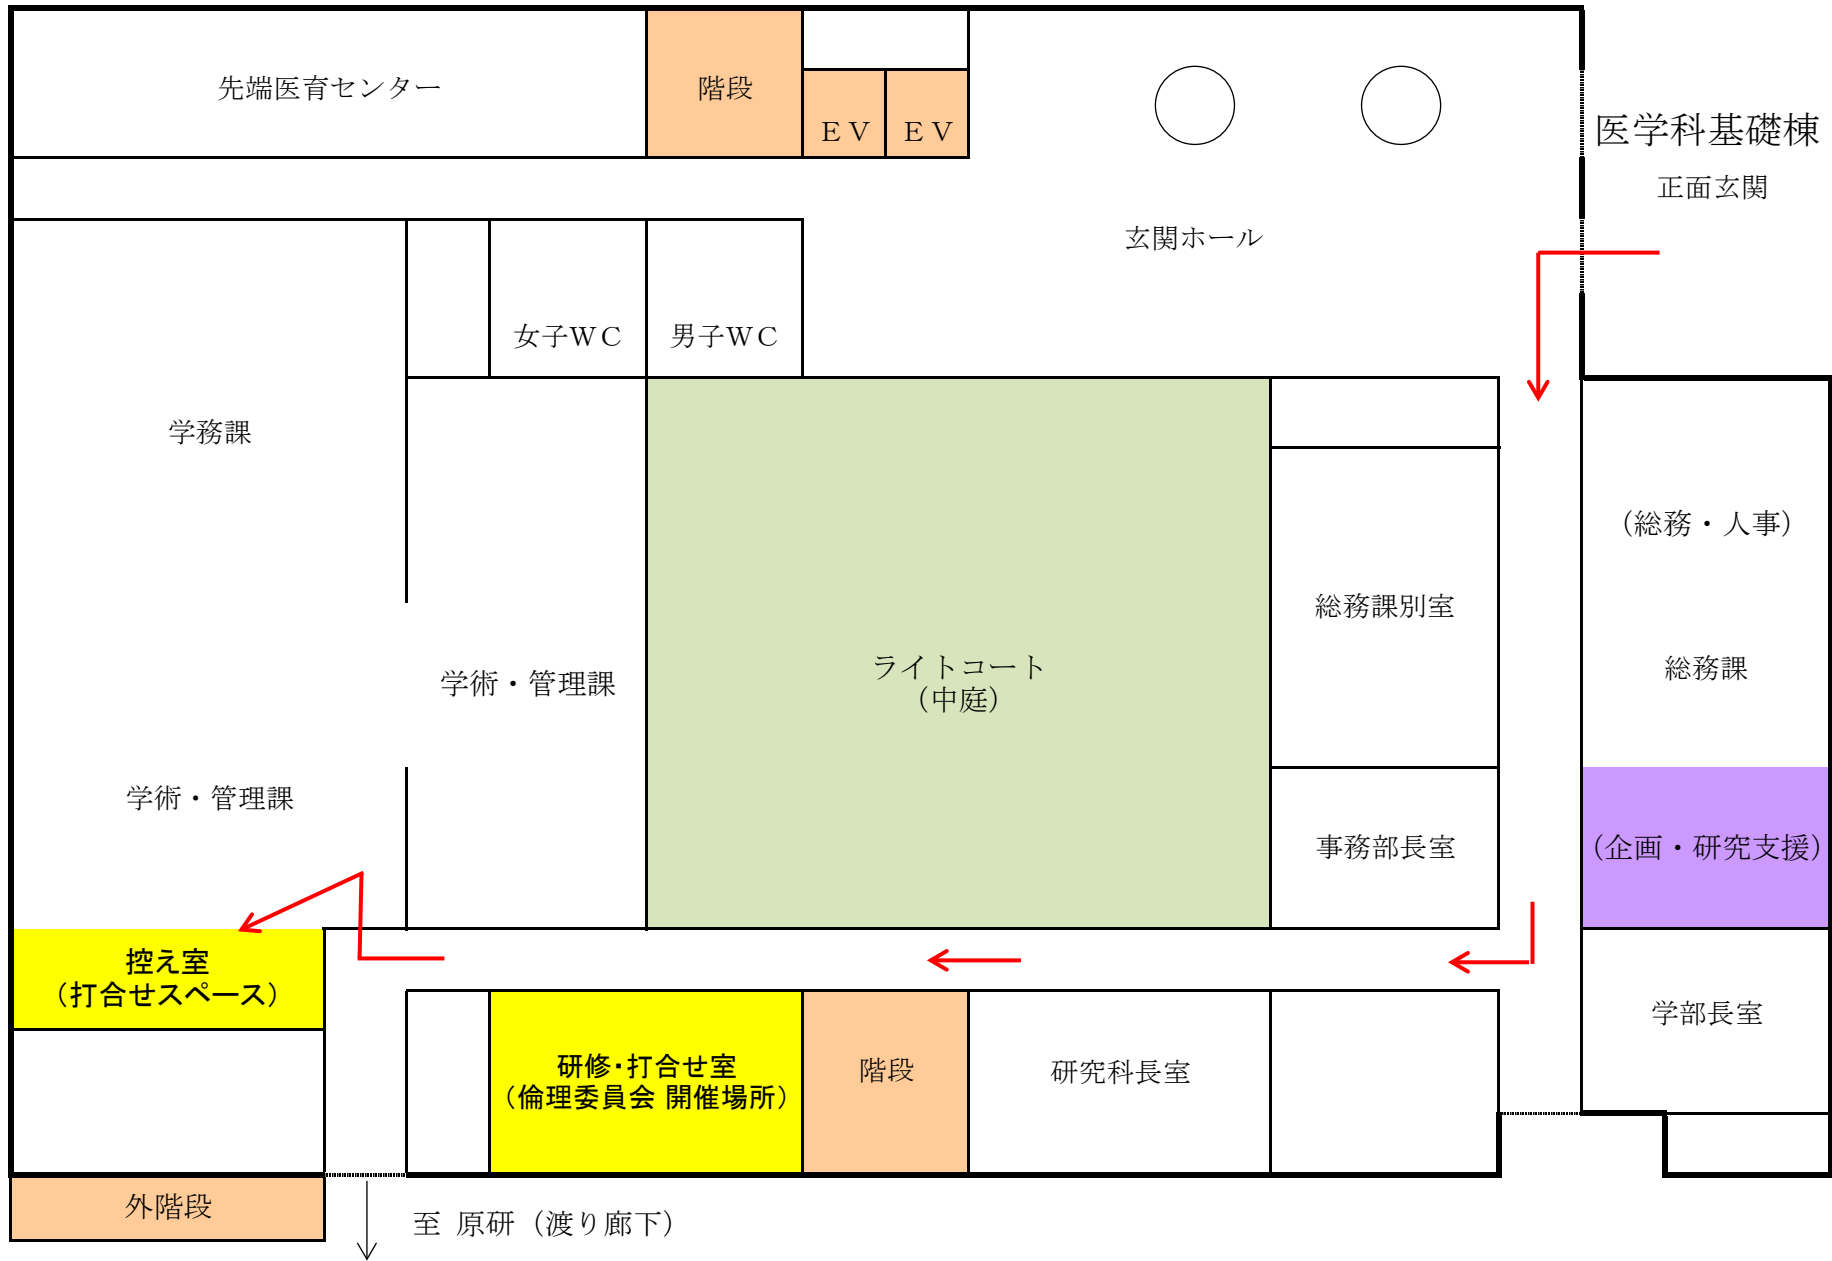 先端医育センター
階段
ＥＶ
ＥＶ
医学科基礎棟
正面玄関
玄関ホール
女子ＷＣ
男子ＷＣ
学務課
（総務・人事）
総務課別室
総務課
ライトコート
（中庭）
学術・管理課
学術・管理課
事務部長室
（企画・研究支援）
控え室
（打合せスペース）
学部長室
研修・打合せ室
（倫理委員会 開催場所）
階段
研究科長室
外階段
至 原研（渡り廊下）